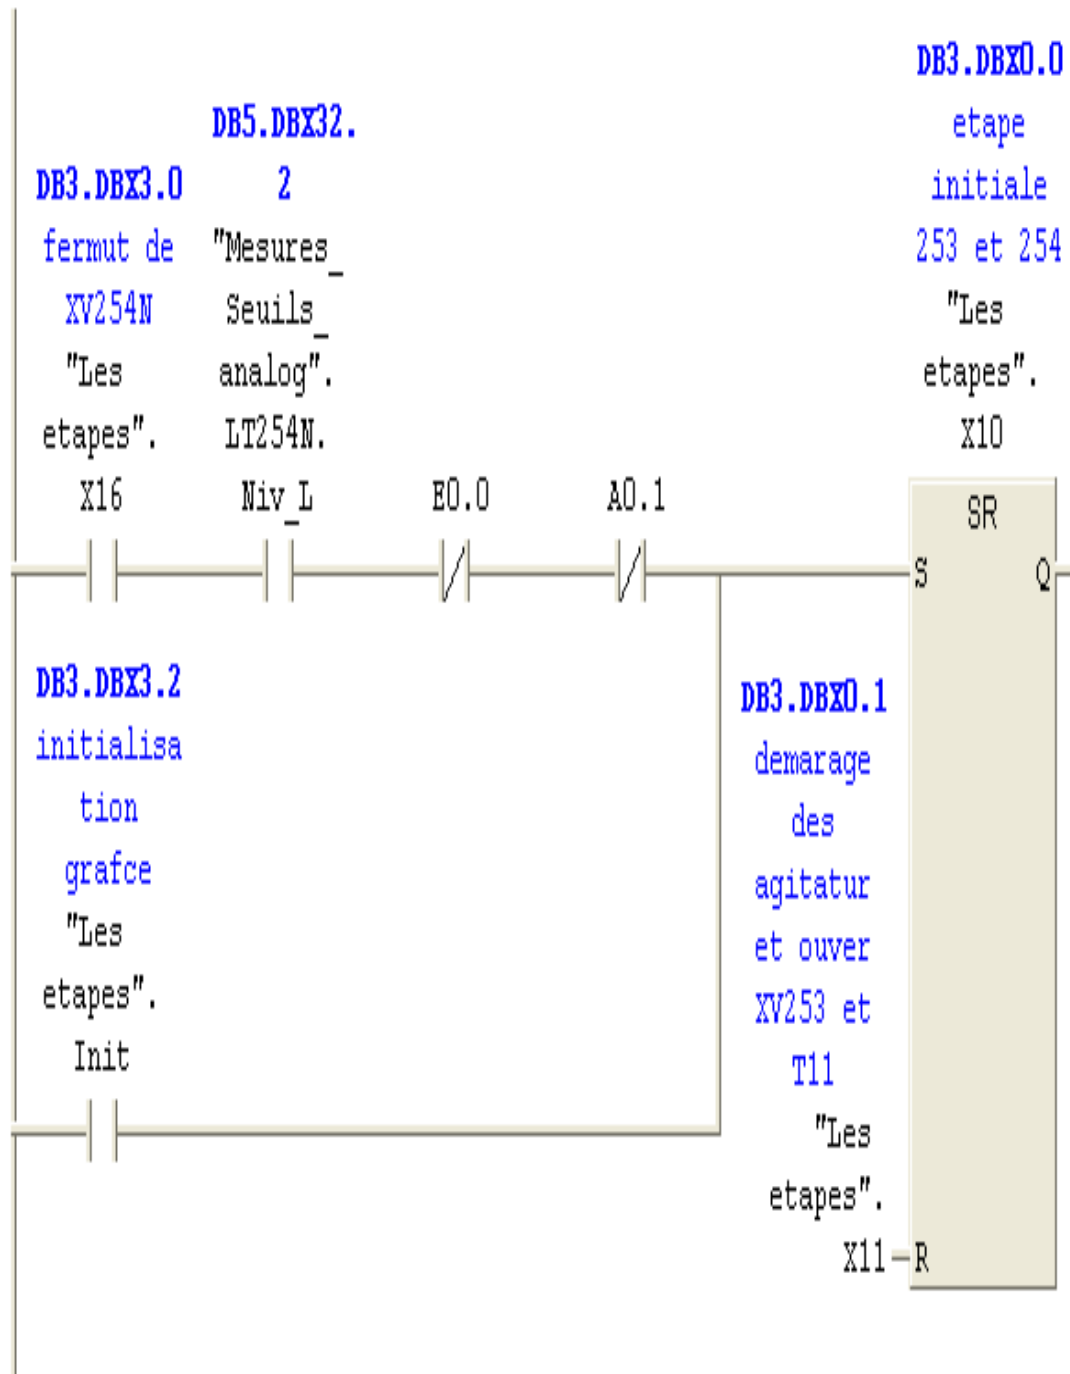 DB3.DBX3.0
fermut de
XV254N
"Les
etapes".
X16
DB5.DBX32.
2
"Mesures_
Seuils_
analog".
LT254N.
Niv_L
E0.0
A0.1
DB3.DBX0.0
etape
initiale
253 et 254
"Les
etapes".
X10
SR
S
Q
DB3.DBX3.2
initialisa
tion
grafce
"Les
etapes".
Init
DB3.DBX0.1
demarage
des
agitatur
et ouver
XV253 et
T11
"Les
etapes".
X11
R